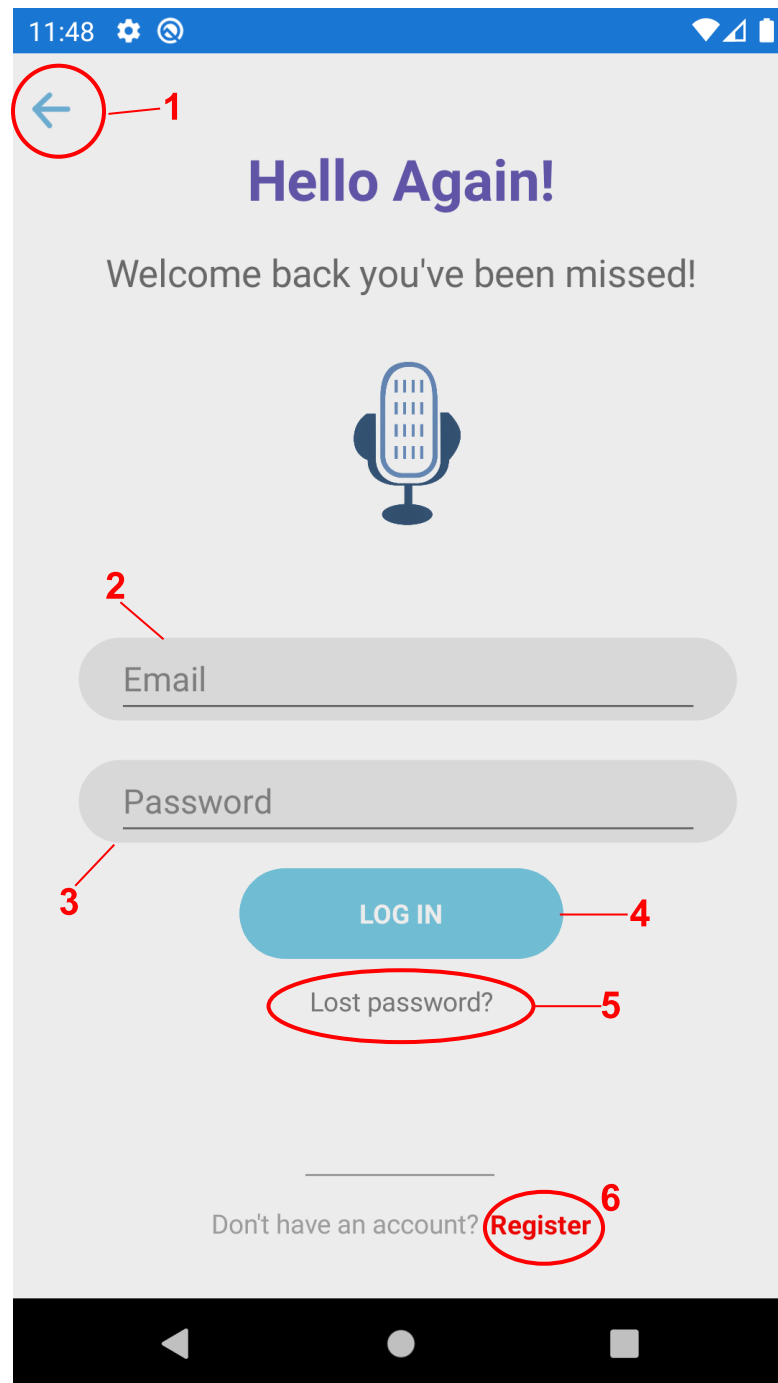 11:48
1
Hello Again!
Welcome back you've been missed!
2
Email
Password
3
LOG IN
4
Lost password?
5
6
Don't have an account? Register